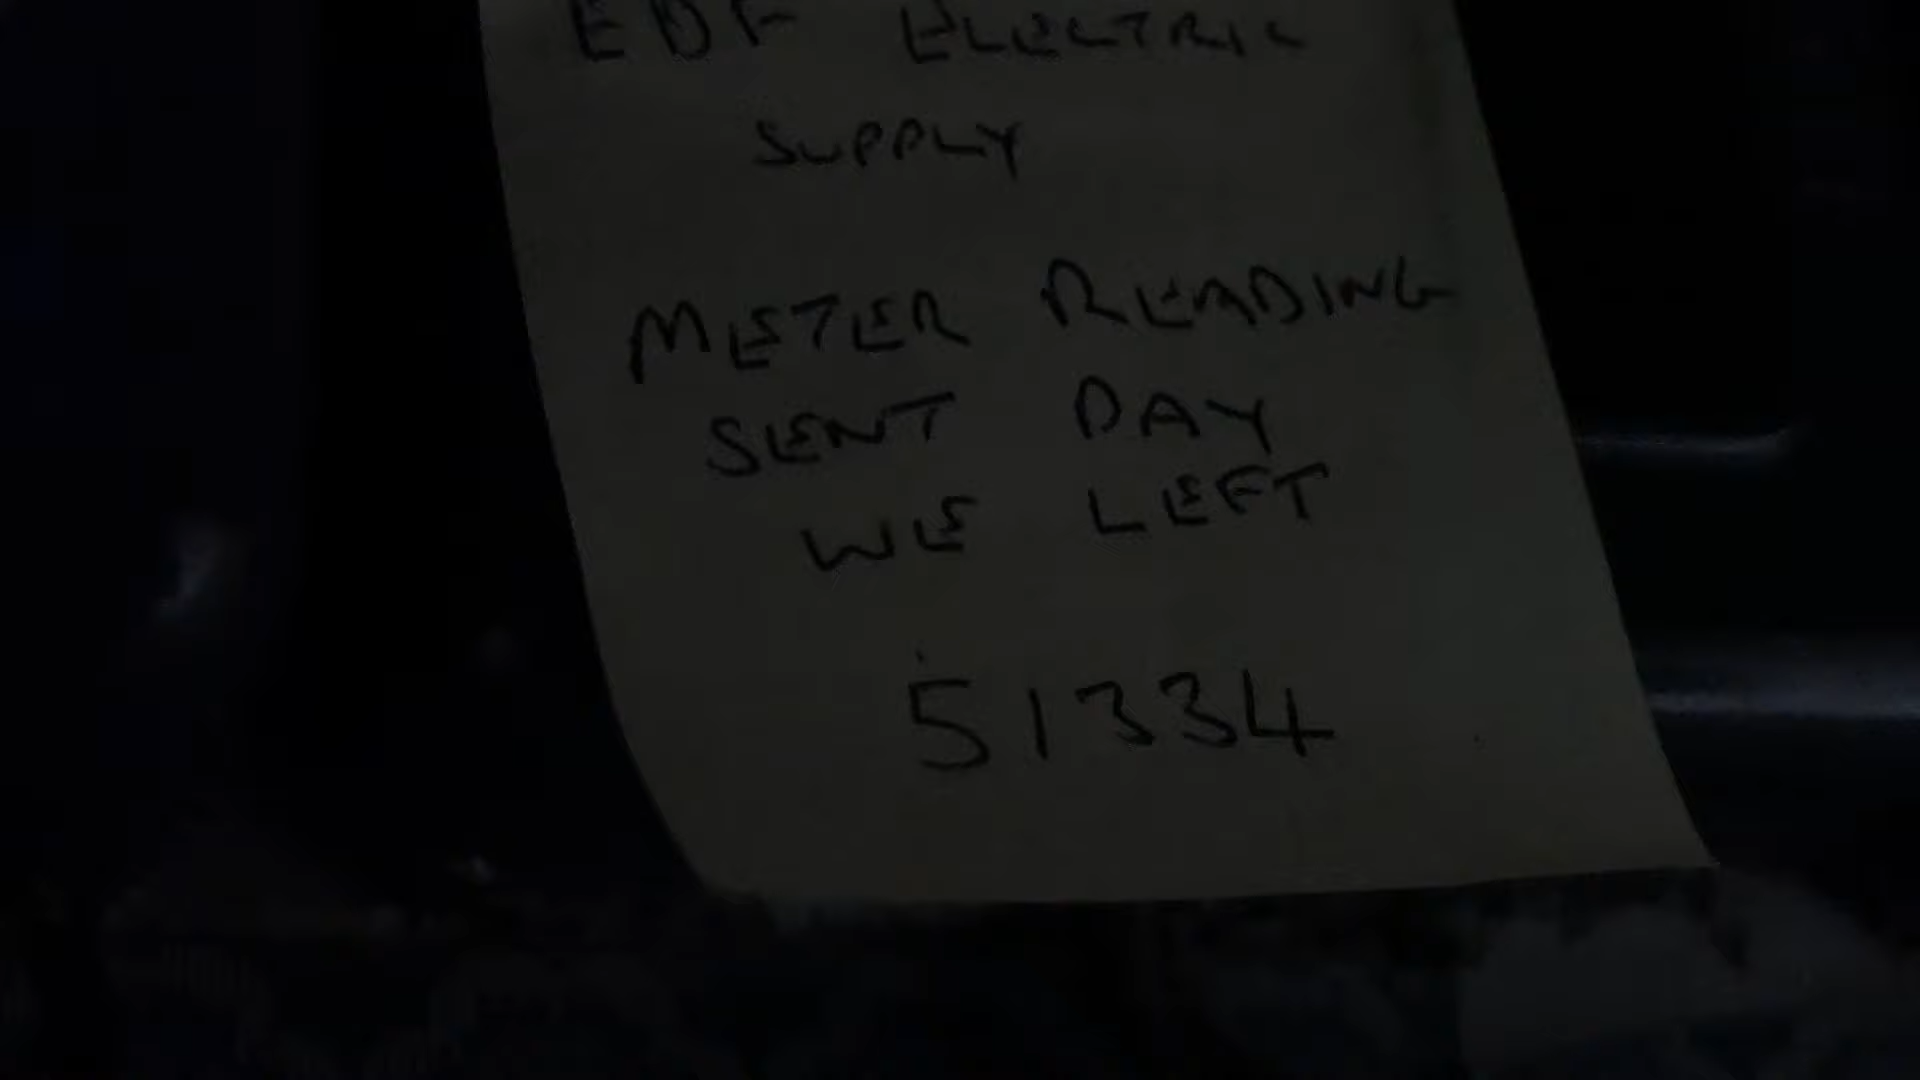 EDF ELECTRIC
SUPPLY
METER READING
SENT DAY
WE LEFT
51334